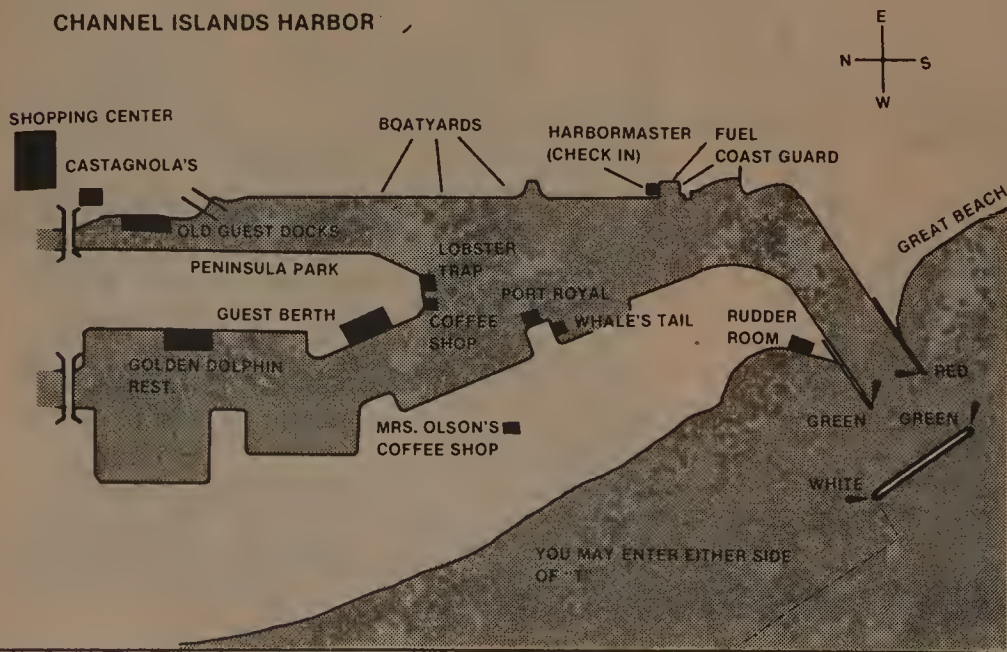 CHANNEL ISLANDS HARBOR
E
N
S
W
SHOPPING CENTER
CASTAGNOLA'S
BOATYARDS
HARBORMASTER
(CHECK IN)
FUEL
COAST GUARD
GREAT BEACH
OLD GUEST DOCKS
PENINSULA PARK
LOBSTER
TRAP
PORT ROYAL
GUEST BERTH
COFFEE
SHOP
WHALE'S TAIL
RUDDER
ROOM
GOLDEN DOLPHIN
REST.
RED
GREEN
GREEN
MRS. OLSON'S
COFFEE SHOP
WHITE
YOU MAY ENTER EITHER SIDE
OF "T"